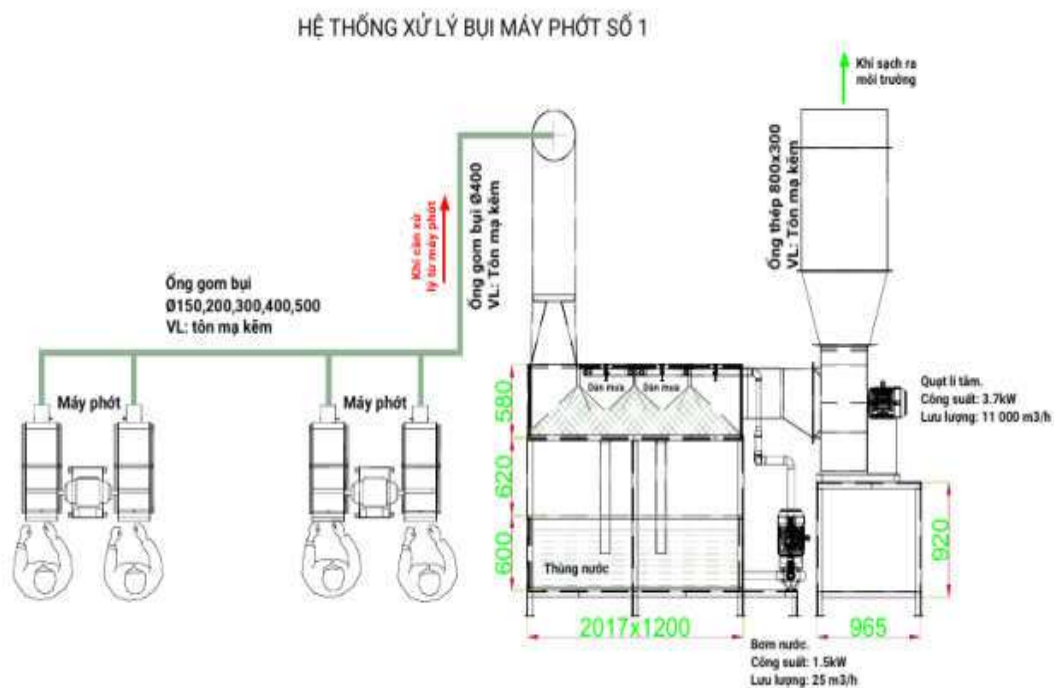 HỆ THỐNG XỬ LÝ BỤI MÁY PHỚT SỐ 1
Khí sạch ra
môi trường
Ống thép 800x300
VL: Tôn mạ kẽm
Ống gom bụi Ø400
VL: Tôn mạ kẽm
Khí cần xử
lý từ máy phớt
Ống gom bụi
Ø150,200,300,400,500
VL: tôn mạ kẽm
Máy phớt
Máy phớt
Dàn mưa
Dàn mưa
Quạt li tâm.
Công suất: 3.7kW
Lưu lượng: 11 000 m3/h
580
620
600
920
Thùng nước
2017x1200
965
Bơm nước.
Công suất: 1.5kW
Lưu lượng: 25 m3/h